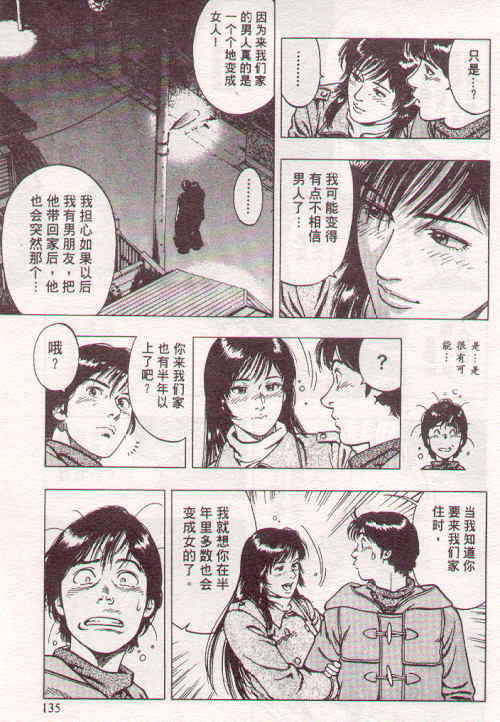 只是…?
…………
我可能变得
有点不相信
男人了…
因为来我们家
的男人真的是
一个个地变成
女人!
…………
我担心如果以后
我有男朋友，把
他带回家后，他
也会突然那个…
是…是
很有可
能…
?
你来我们家
也有半年以
上了吧?
哦?
当我知道你
要来我们家
住时，
我就想你在半
年里多数也会
变成女的了。
135